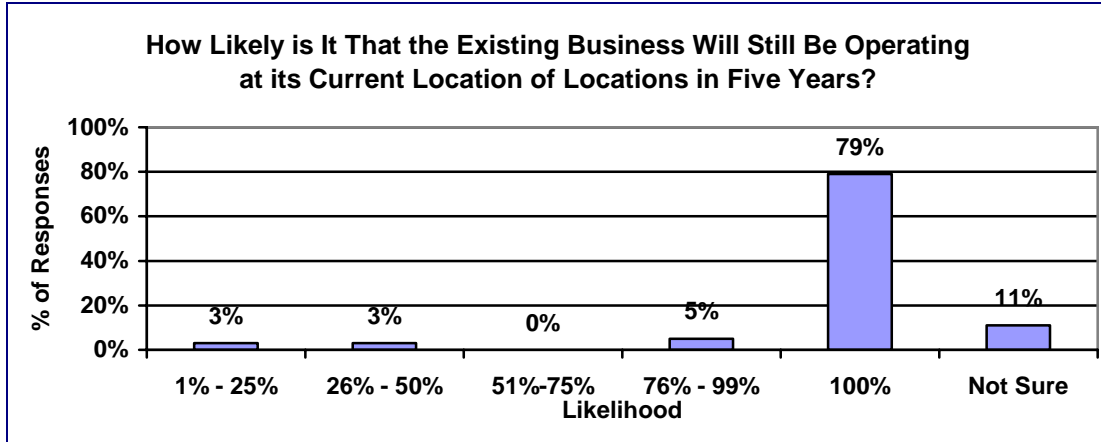 How Likely is It That the Existing Business Will Still Be Operating
at its Current Location of Locations in Five Years?
100%
80%
60%
40%
20%
0%
% of Responses
3%
3%
0%
5%
79%
11%
1% - 25%
26% - 50%
51%-75%
76% - 99%
100%
Not Sure
Likelihood